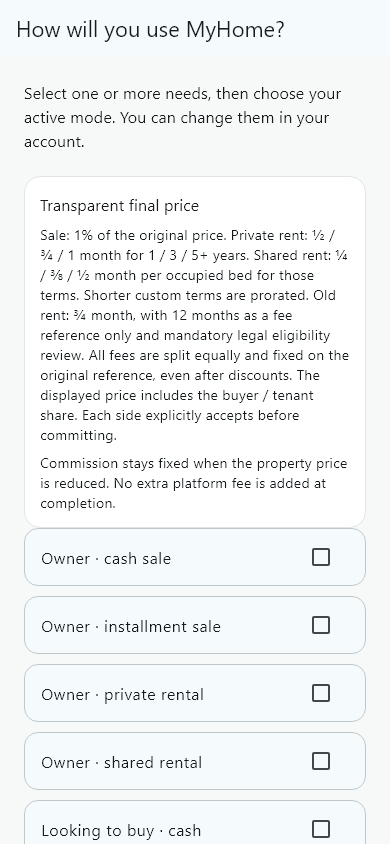 How will you use MyHome?
Select one or more needs, then choose your
active mode. You can change them in your
account.
Transparent final price
Sale: 1% of the original price. Private rent: ½ /
¾ / 1 month for 1 / 3 / 5+ years. Shared rent: ¼
/ ⅜ / ½ month per occupied bed for those
terms. Shorter custom terms are prorated. Old
rent: ¾ month, with 12 months as a fee
reference only and mandatory legal eligibility
review. All fees are split equally and fixed on the
original reference, even after discounts. The
displayed price includes the buyer / tenant
share. Each side explicitly accepts before
committing.
Commission stays fixed when the property price
is reduced. No extra platform fee is added at
completion.
Owner · cash sale
Owner · installment sale
Owner · private rental
Owner · shared rental
Looking to buy · cash